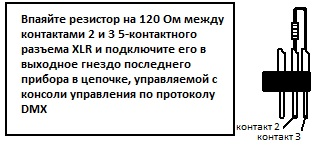 Впаяйте резистор на 120 Ом между
контактами 2 и 3 5-контактного
разъема XLR и подключите его в
выходное гнездо последнего
прибора в цепочке, управляемой с
консоли управления по протоколу
DMX
контакт 2
контакт 3